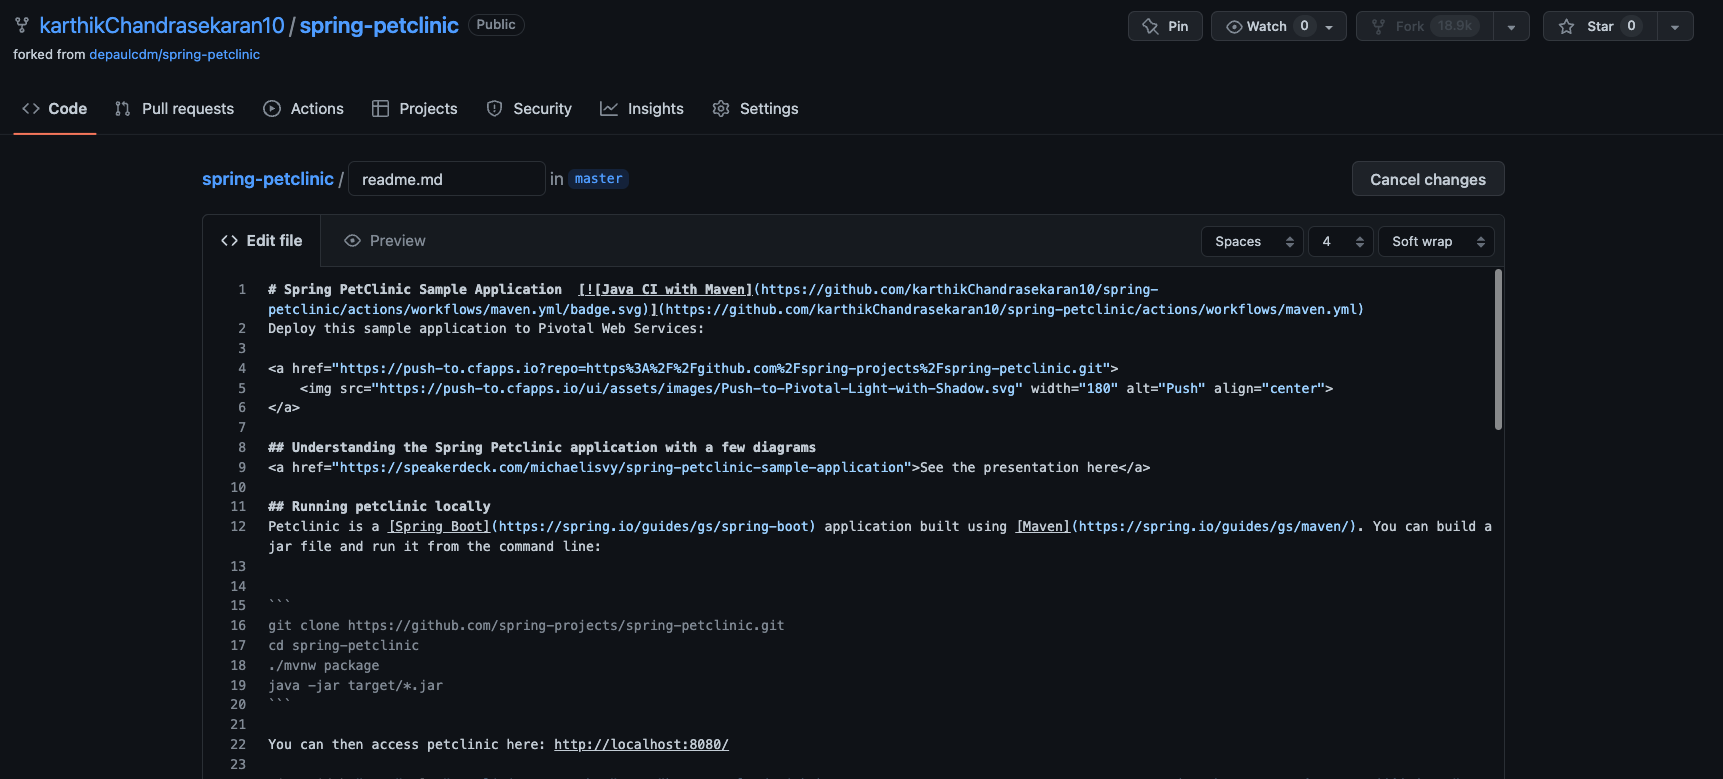 karthikChandrasekaran10 / spring-petclinic Public
Pin Watch 0 Fork 18.9k Star 0
forked from depaulcdm/spring-petclinic
Code Pull requests Actions Projects Security Insights Settings
spring-petclinic / readme.md in master Cancel changes
Edit file Preview Spaces 4 Soft wrap
1 # Spring PetClinic Sample Application  [![Java CI with Maven](https://github.com/karthikChandrasekaran10/spring-
petclinic/actions/workflows/maven.yml/badge.svg)](https://github.com/karthikChandrasekaran10/spring-petclinic/actions/workflows/maven.yml)
2 Deploy this sample application to Pivotal Web Services:
3
4 <a href="https://push-to.cfapps.io?repo=https%3A%2F%2Fgithub.com%2Fspring-projects%2Fspring-petclinic.git">
5     <img src="https://push-to.cfapps.io/ui/assets/images/Push-to-Pivotal-Light-with-Shadow.svg" width="180" alt="Push" align="center">
6 </a>
7
8 ## Understanding the Spring Petclinic application with a few diagrams
9 <a href="https://speakerdeck.com/michaelisvy/spring-petclinic-sample-application">See the presentation here</a>
10
11 ## Running petclinic locally
12 Petclinic is a [Spring Boot](https://spring.io/guides/gs/spring-boot) application built using [Maven](https://spring.io/guides/gs/maven/). You can build a
jar file and run it from the command line:
13
14
15 ```
16 git clone https://github.com/spring-projects/spring-petclinic.git
17 cd spring-petclinic
18 ./mvnw package
19 java -jar target/*.jar
20 ```
21
22 You can then access petclinic here: http://localhost:8080/
23